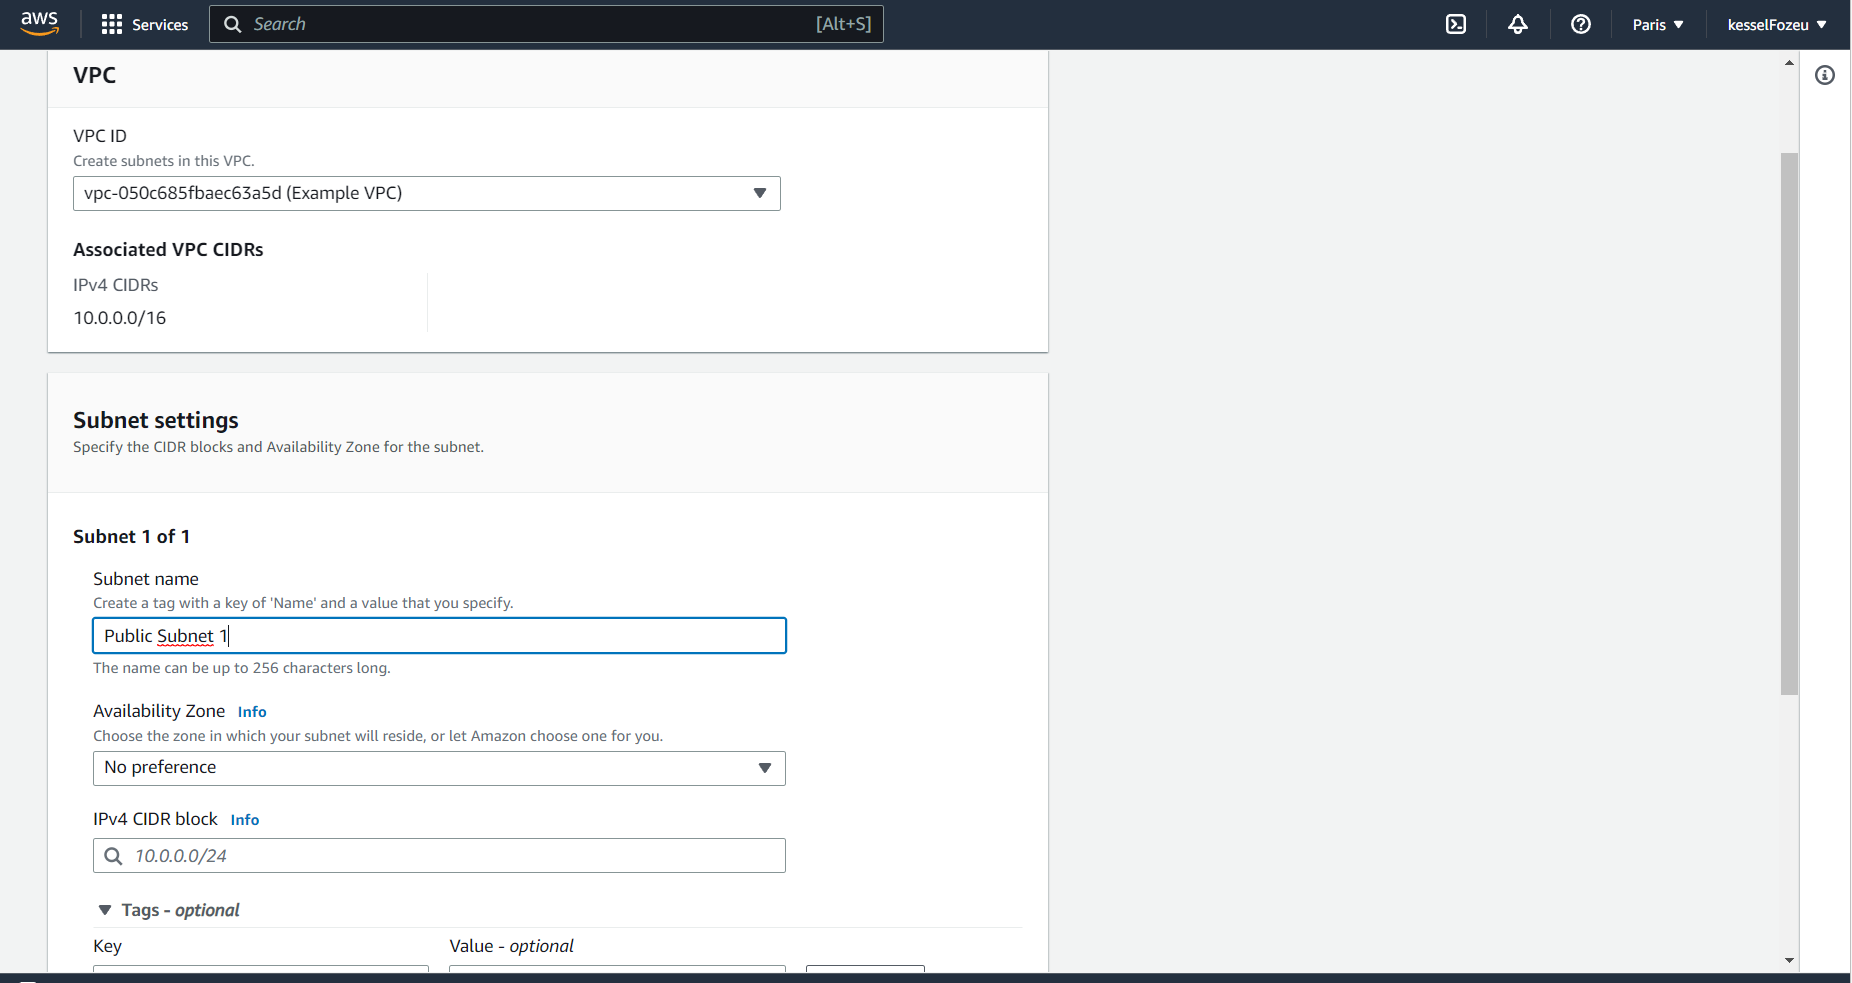 aws Services Search [Alt+S] Paris kesselFozeu
VPC
VPC ID
Create subnets in this VPC.
vpc-050c685fbaec63a5d (Example VPC)
Associated VPC CIDRs
IPv4 CIDRs
10.0.0.0/16
Subnet settings
Specify the CIDR blocks and Availability Zone for the subnet.
Subnet 1 of 1
Subnet name
Create a tag with a key of 'Name' and a value that you specify.
Public Subnet 1
The name can be up to 256 characters long.
Availability Zone Info
Choose the zone in which your subnet will reside, or let Amazon choose one for you.
No preference
IPv4 CIDR block Info
10.0.0.0/24
Tags - optional
Key Value - optional